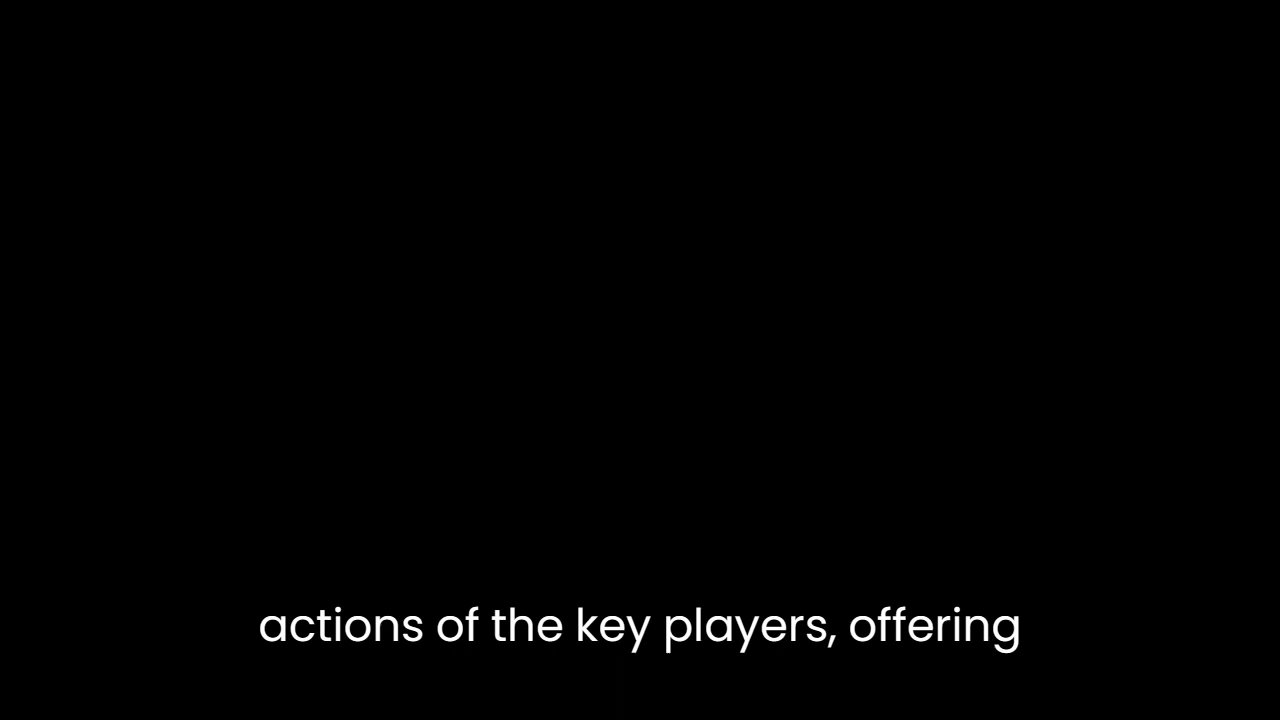 actions of the key players, offering